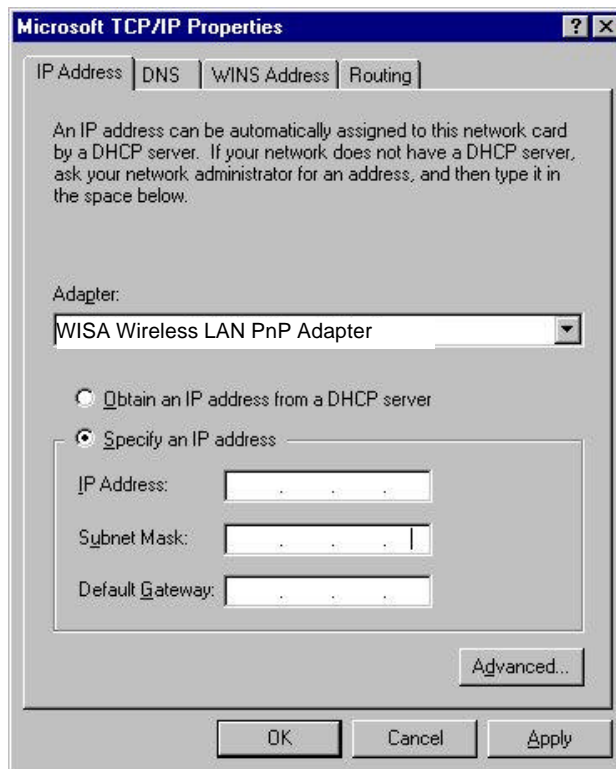 Microsoft TCP/IP Properties
IP Address DNS WINS Address Routing
An IP address can be automatically assigned to this network card
by a DHCP server. If your network does not have a DHCP server,
ask your network administrator for an address, and then type it in
the space below.
Adapter:
WISA Wireless LAN PnP Adapter
Obtain an IP address from a DHCP server
Specify an IP address
IP Address: . . .
Subnet Mask: . . .
Default Gateway: . . .
Advanced...
OK Cancel Apply